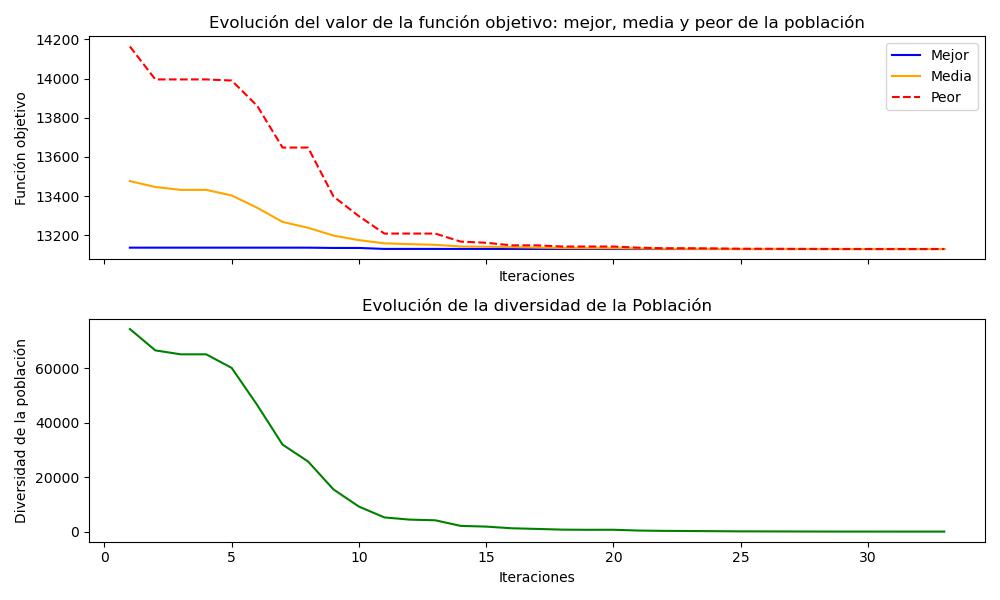 Evolución del valor de la función objetivo: mejor, media y peor de la población
Función objetivo
14200
14000
13800
13600
13400
13200
Mejor
Media
Peor
Iteraciones
Evolución de la diversidad de la Población
Diversidad de la población
60000
40000
20000
0
0 5 10 15 20 25 30
Iteraciones